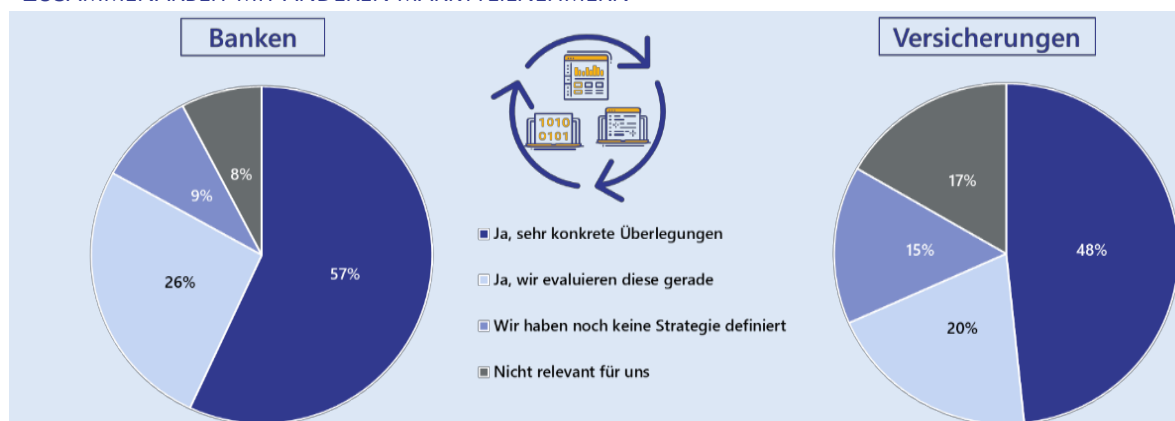 Banken
Versicherungen
1010
0101
8%
9%
26%
57%
Ja, sehr konkrete Überlegungen
Ja, wir evaluieren diese gerade
Wir haben noch keine Strategie definiert
Nicht relevant für uns
17%
15%
48%
20%